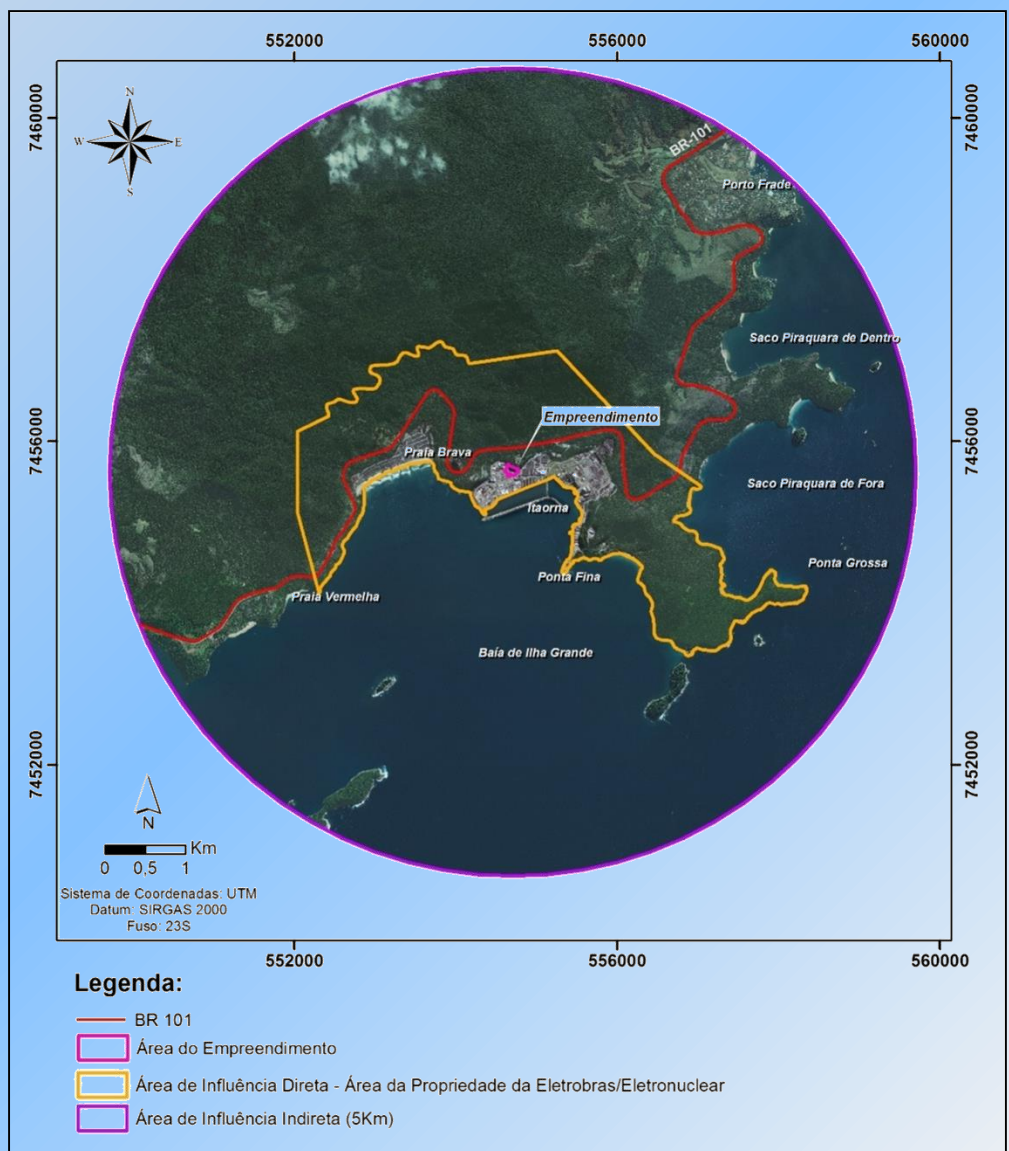 552000
556000
560000
7460000
7460000
N
W
E
S
BR-101
Porto Frade
Saco Piraquara de Dentro
Empreendimento
7456000
7456000
Praia Brava
Saco Piraquara de Fora
Itaorna
Ponta Grossa
Ponta Fina
Praia Vermelha
Baía de Ilha Grande
7452000
7452000
N
Km
0 0,5 1
Sistema de Coordenadas: UTM
Datum: SIRGAS 2000
Fuso: 23S
552000
556000
560000
Legenda:
BR 101
Área do Empreendimento
Área de Influência Direta - Área da Propriedade da Eletrobras/Eletronuclear
Área de Influência Indireta (5Km)